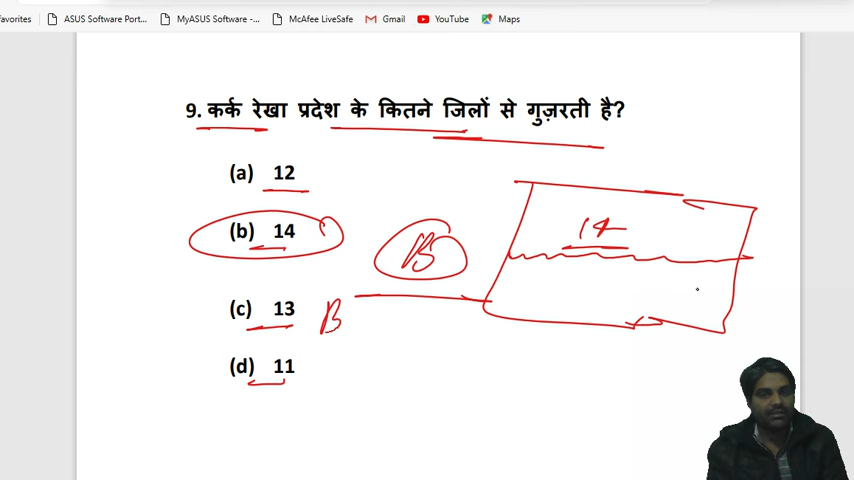 avorites ASUS Software Port... MyASUS Software -... McAfee LiveSafe Gmail YouTube Maps
9. कर्क रेखा प्रदेश के कितने जिलों से गुज़रती है?
(a) 12
14
(b) 14
B
(c) 13 B
(d) 11